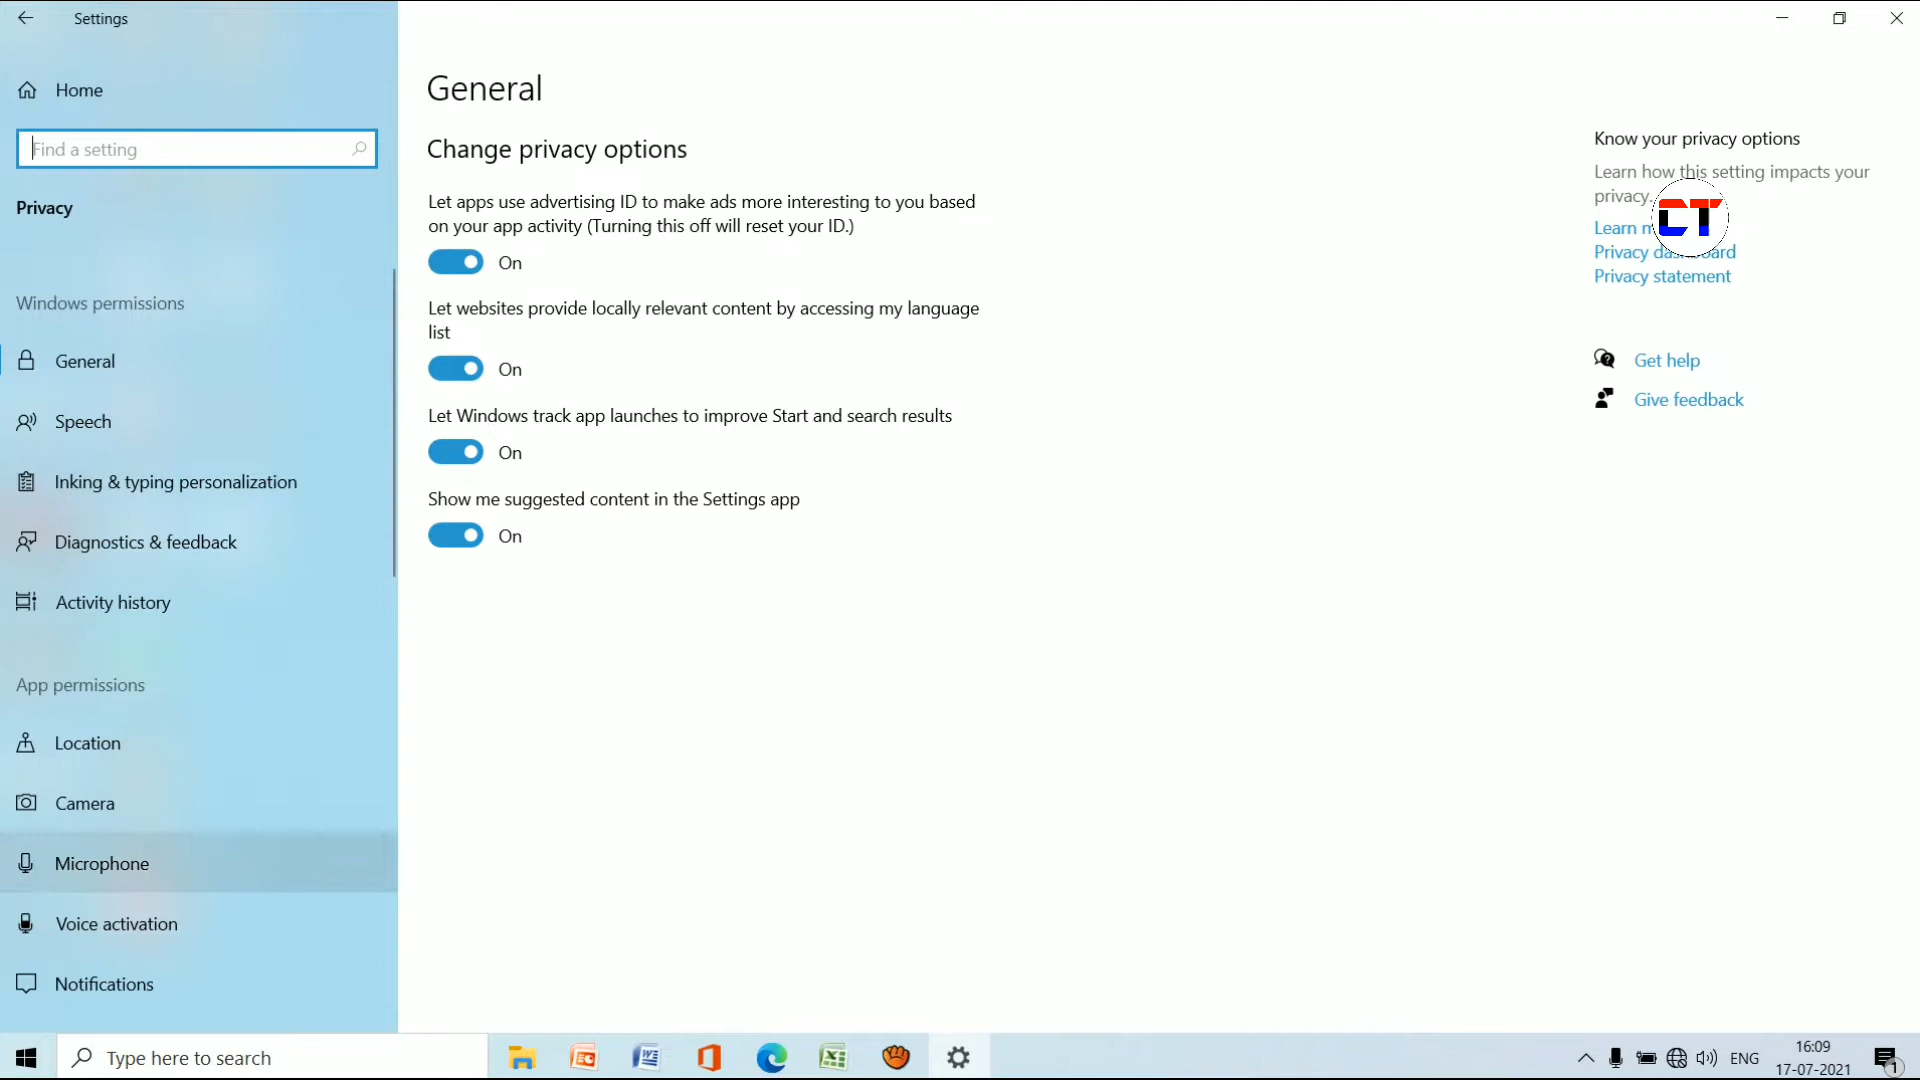 Settings
Home
Find a setting
Privacy
Windows permissions
General
Speech
Inking & typing personalization
Diagnostics & feedback
Activity history
App permissions
Location
Camera
Microphone
Voice activation
Notifications
General
Change privacy options
Let apps use advertising ID to make ads more interesting to you based
on your app activity (Turning this off will reset your ID.)
On
Let websites provide locally relevant content by accessing my language
list
On
Let Windows track app launches to improve Start and search results
On
Show me suggested content in the Settings app
On
Know your privacy options
Learn how this setting impacts your
privacy.
CT
Learn
Privacy
Privacy statement
Get help
Give feedback
Type here to search
ENG
16:09
17-07-2021
1